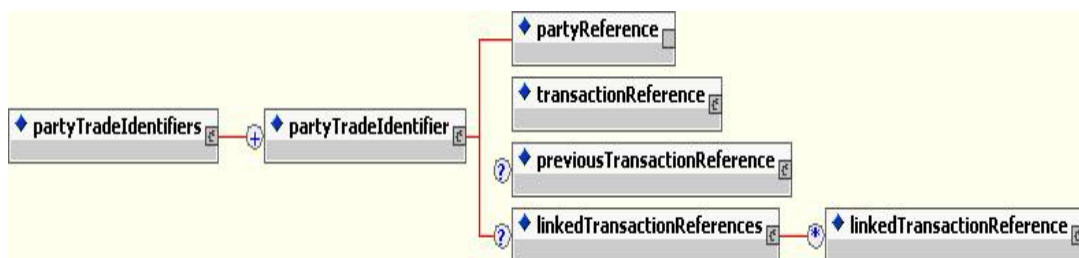 partyReference
transactionReference
partyTradeIdentifiers + partyTradeIdentifier
? previousTransactionReference
? linkedTransactionReferences * linkedTransactionReference